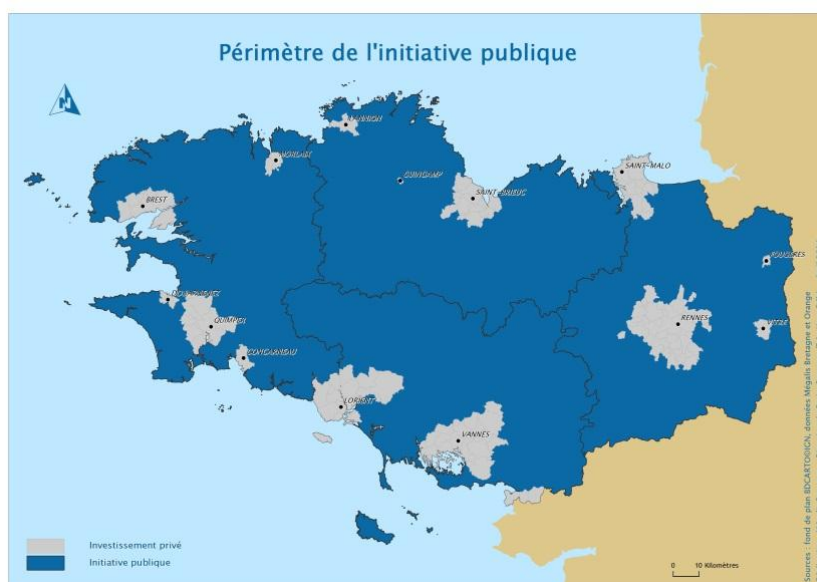 Périmètre de l'initiative publique
N
LANNION
MORLAIX
GUINGAMP
SAINT-MALO
SAINT-BRIEUC
BREST
FOUGERES
DOUARNENEZ
QUIMPER
RENNES
VITRE
CONCARNEAU
LORIENT
VANNES
Investissement privé
Initiative publique
0 10 Kilomètres
Sources : fond de plan BDCARTO©IGN, données Mégalis Bretagne et Orange